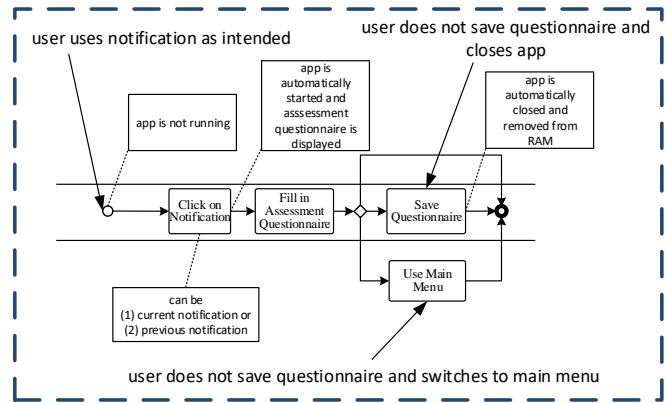 user uses notification as intended
user does not save questionnaire and
closes app
app is not running
app is
automatically
started and
asssessment
questionnaire is
displayed
app is
automatically
closed and
removed from
RAM
Click on
Notification
Fill in
Assessment
Questionnaire
Save
Questionnaire
Use Main
Menu
can be
(1) current notification or
(2) previous notification
user does not save questionnaire and switches to main menu